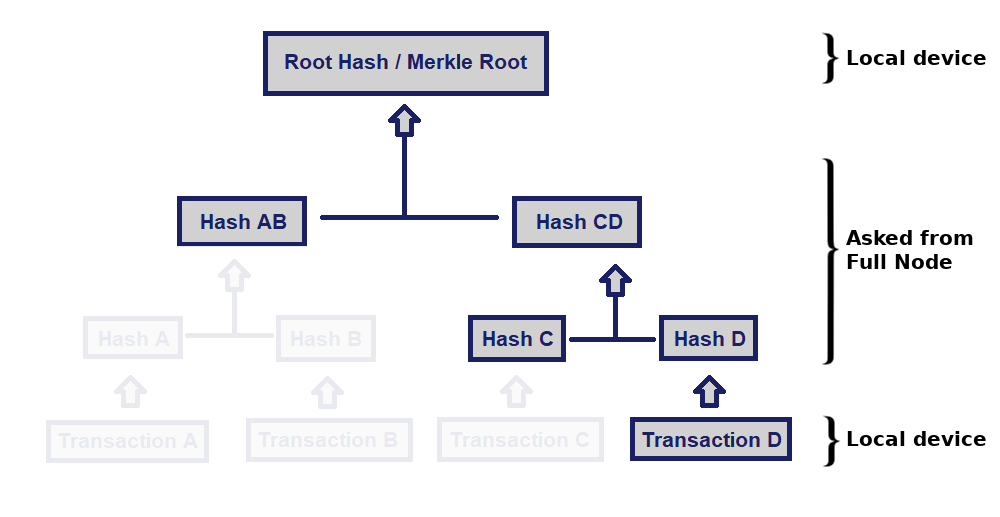 Root Hash / Merkle Root
Local device
Hash AB
Hash CD
Asked from
Full Node
Hash A
Hash B
Hash C
Hash D
Transaction A
Transaction B
Transaction C
Transaction D
Local device